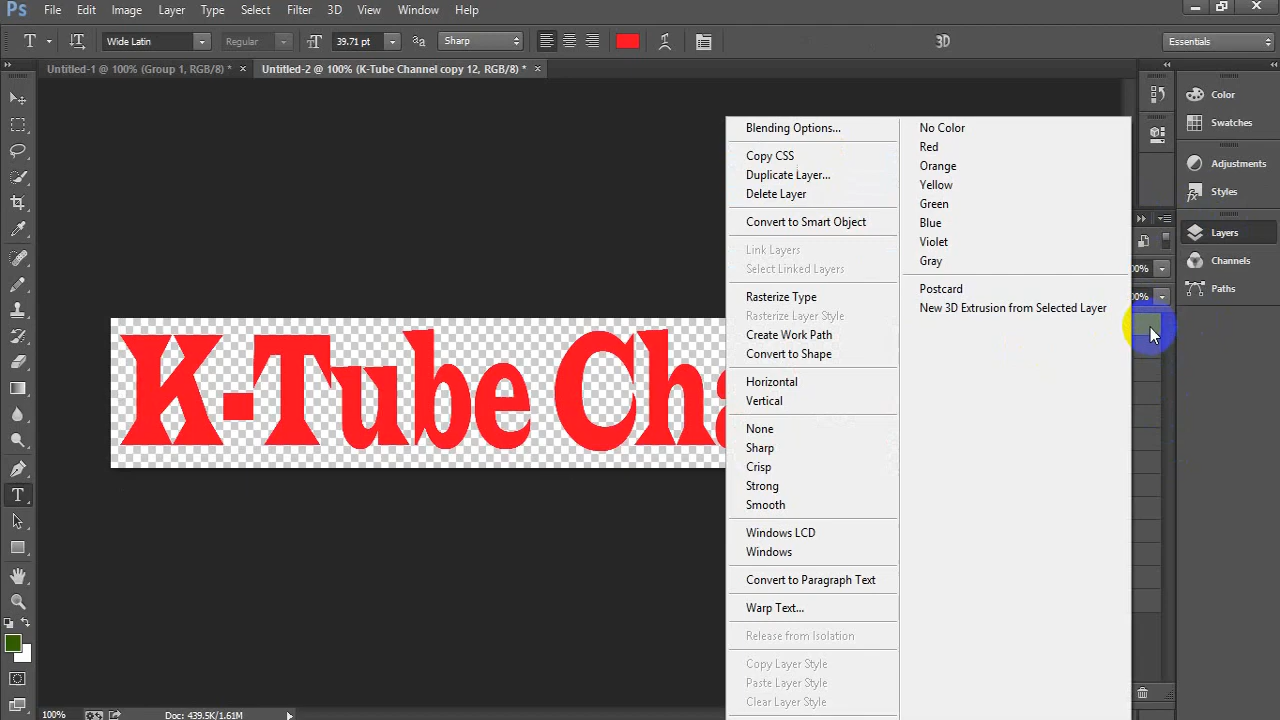 Ps File Edit Image Layer Type Select Filter 3D View Window Help
T Wide Latin Regular 39.71 pt Sharp 3D Essentials
Untitled-1 @ 100% (Group 1, RGB/8) * × Untitled-2 @ 100% (K-Tube Channel copy 12, RGB/8) * ×
Color
Swatches
Adjustments
Styles
Layers
Channels
Paths
00%
00%
K-Tube Cha
Blending Options...
Copy CSS
Duplicate Layer...
Delete Layer
Convert to Smart Object
Link Layers
Select Linked Layers
Rasterize Type
Rasterize Layer Style
Create Work Path
Convert to Shape
Horizontal
Vertical
None
Sharp
Crisp
Strong
Smooth
Windows LCD
Windows
Convert to Paragraph Text
Warp Text...
Release from Isolation
Copy Layer Style
Paste Layer Style
Clear Layer Style
No Color
Red
Orange
Yellow
Green
Blue
Violet
Gray
Postcard
New 3D Extrusion from Selected Layer
100% Doc: 439.5K/1.61M